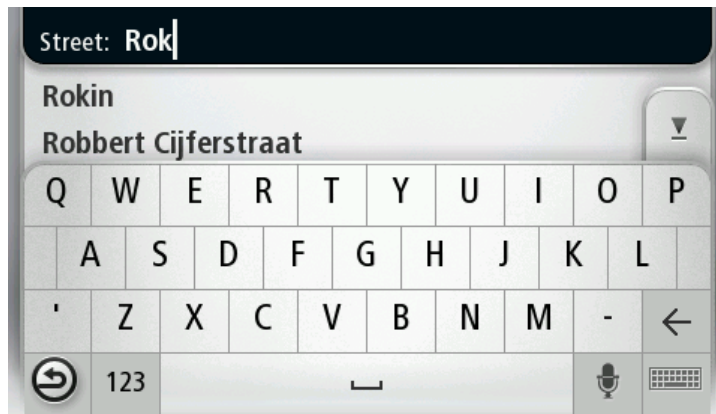 Street: Rok
Rokin
Robbert Cijferstraat
Q W E R T Y U I O P
A S D F G H J K L
' Z X C V B N M -
123